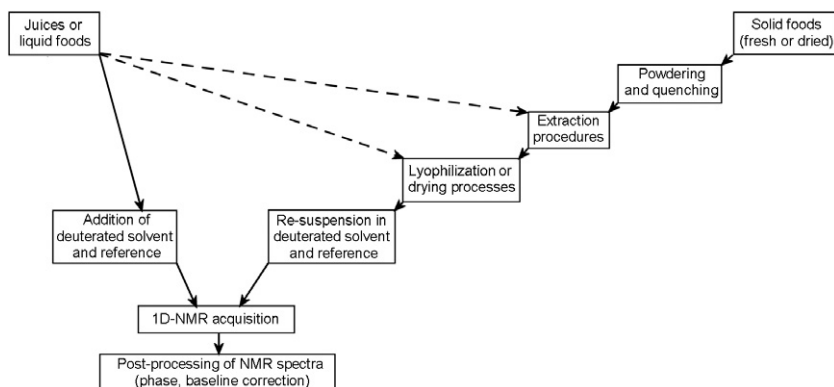 Juices or
liquid foods
Solid foods
(fresh or dried)
Powdering
and quenching
Extraction
procedures
Lyophilization or
drying processes
Addition of
deuterated solvent
and reference
Re-suspension in
deuterated solvent
and reference
1D-NMR acquisition
Post-processing of NMR spectra
(phase, baseline correction)